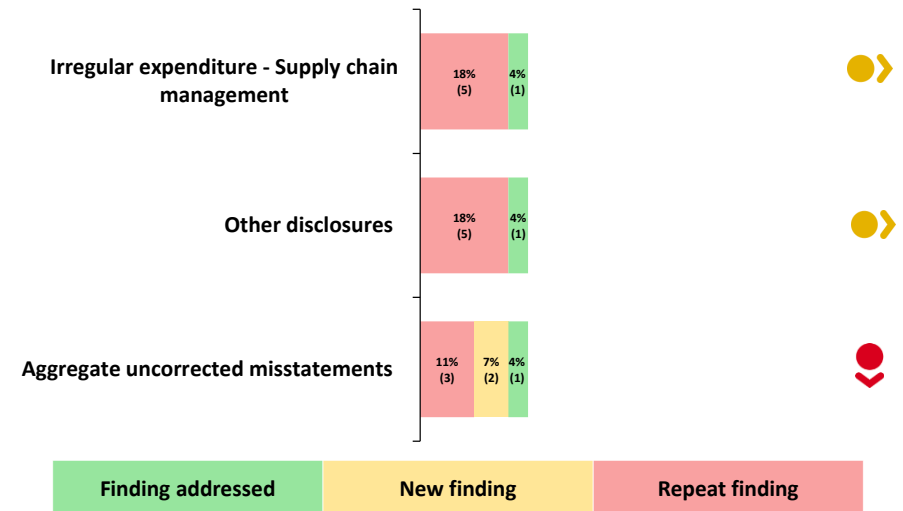 Irregular expenditure - Supply chain
management
18%
(5)
4%
(1)
Other disclosures
18%
(5)
4%
(1)
Aggregate uncorrected misstatements
11%
(3)
7%
(2)
4%
(1)
Finding addressed
New finding
Repeat finding